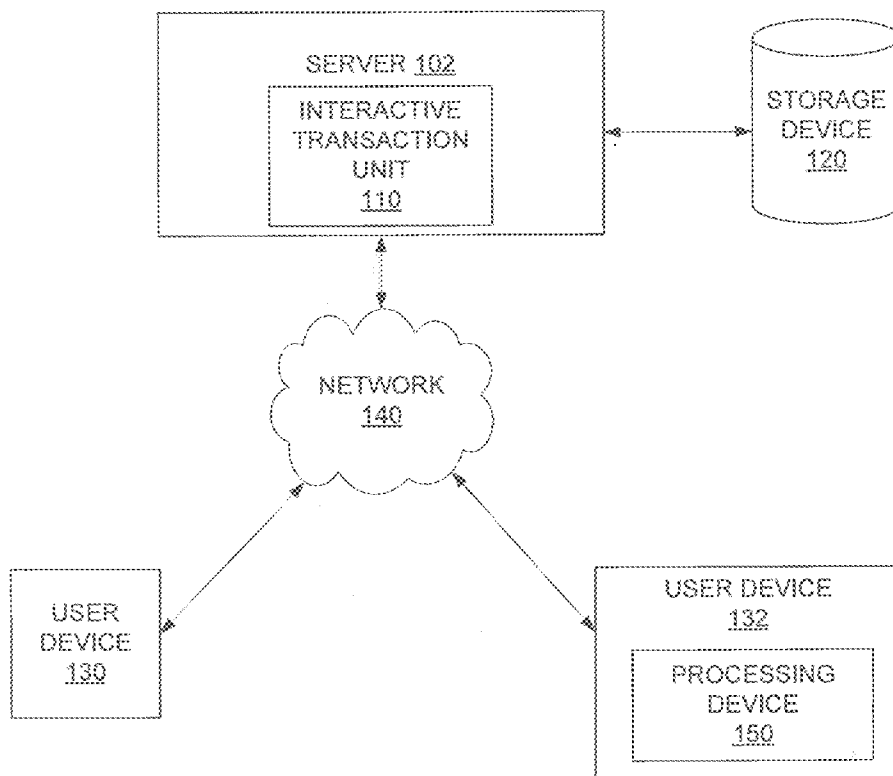 SERVER 102
INTERACTIVE
TRANSACTION
UNIT
110
STORAGE
DEVICE
120
NETWORK
140
USER
DEVICE
130
USER DEVICE
132
PROCESSING
DEVICE
150